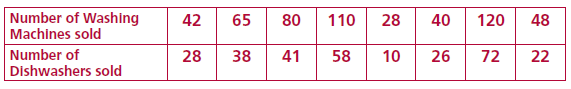 Number of Washing Machines sold 42 65 80 110 28 40 120 48
Number of Dishwashers sold 28 38 41 58 10 26 72 22